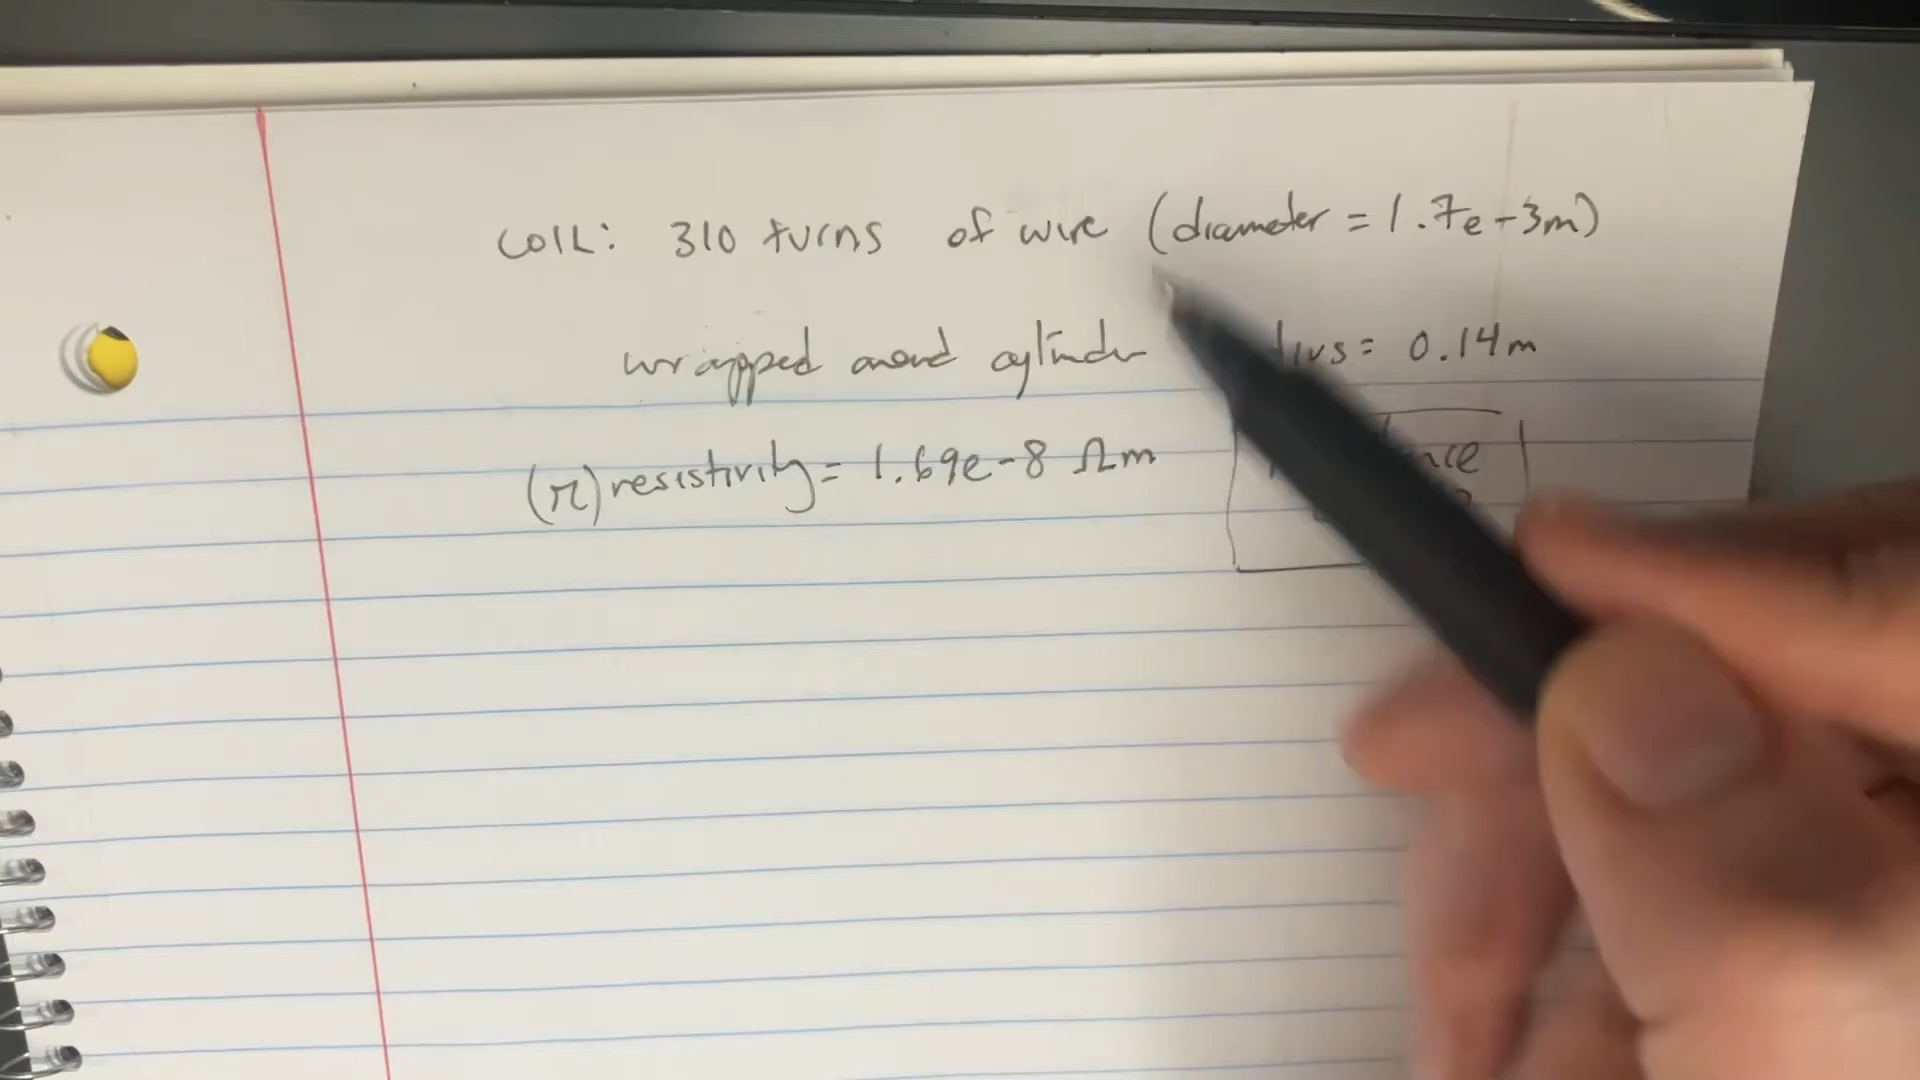 coil: 310 turns of wire (diameter = 1.7e-3m)
wrapped around cylinder = 0.14m
(r) resistivity = 1.69e-8 Ωm